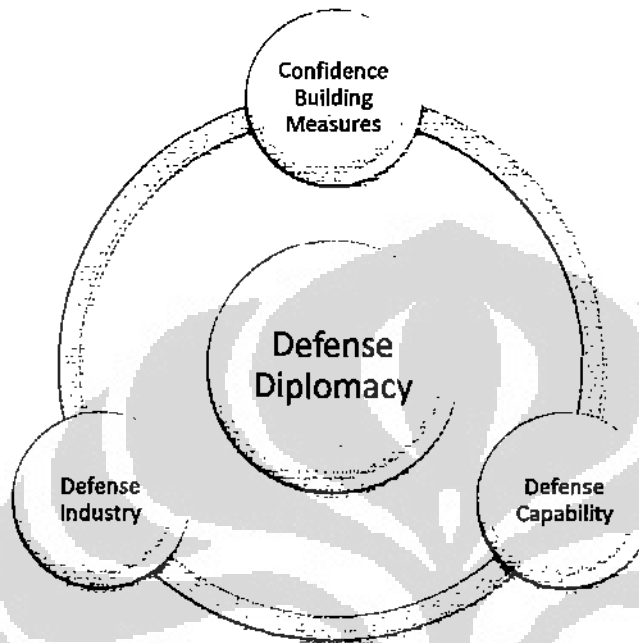 Confidence
Building
Measures
Defense
Diplomacy
Defense
Industry
Defense
Capability